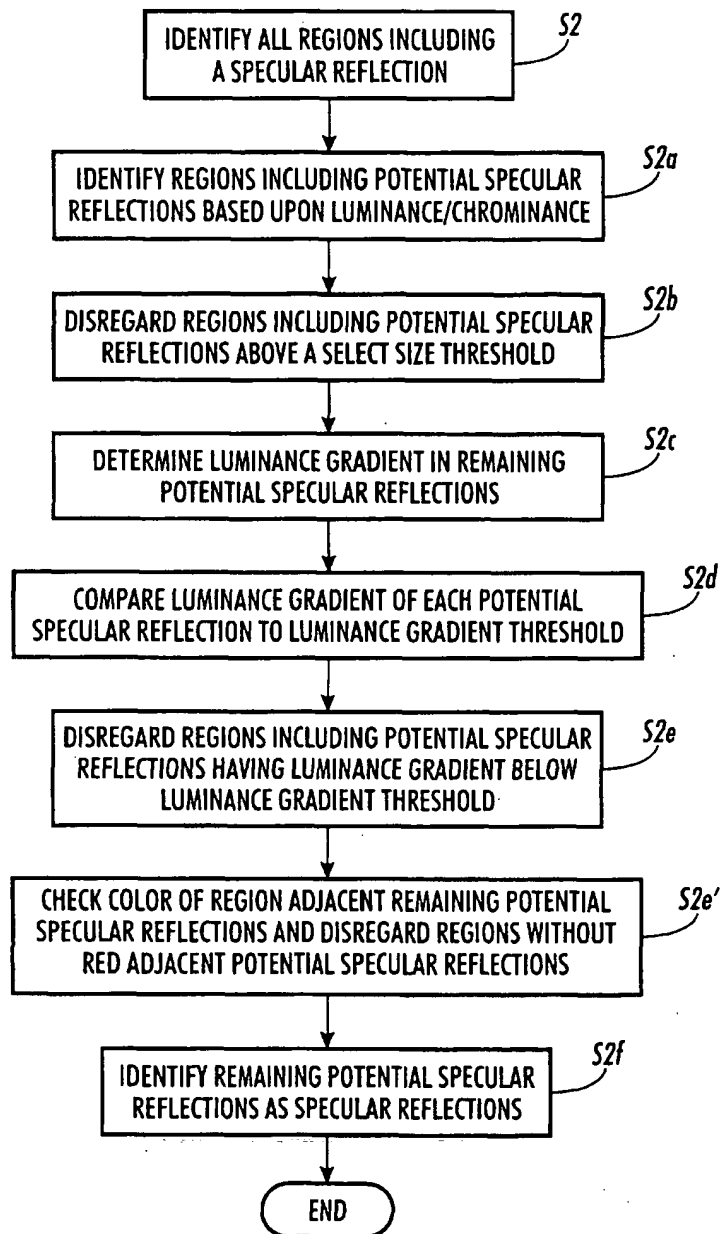 IDENTIFY ALL REGIONS INCLUDING
A SPECULAR REFLECTION
S2
IDENTIFY REGIONS INCLUDING POTENTIAL SPECULAR
REFLECTIONS BASED UPON LUMINANCE/CHROMINANCE
S2a
DISREGARD REGIONS INCLUDING POTENTIAL SPECULAR
REFLECTIONS ABOVE A SELECT SIZE THRESHOLD
S2b
DETERMINE LUMINANCE GRADIENT IN REMAINING
POTENTIAL SPECULAR REFLECTIONS
S2c
COMPARE LUMINANCE GRADIENT OF EACH POTENTIAL
SPECULAR REFLECTION TO LUMINANCE GRADIENT THRESHOLD
S2d
DISREGARD REGIONS INCLUDING POTENTIAL SPECULAR
REFLECTIONS HAVING LUMINANCE GRADIENT BELOW
LUMINANCE GRADIENT THRESHOLD
S2e
CHECK COLOR OF REGION ADJACENT REMAINING POTENTIAL
SPECULAR REFLECTIONS AND DISREGARD REGIONS WITHOUT
RED ADJACENT POTENTIAL SPECULAR REFLECTIONS
S2e'
IDENTIFY REMAINING POTENTIAL SPECULAR
REFLECTIONS AS SPECULAR REFLECTIONS
S2f
END